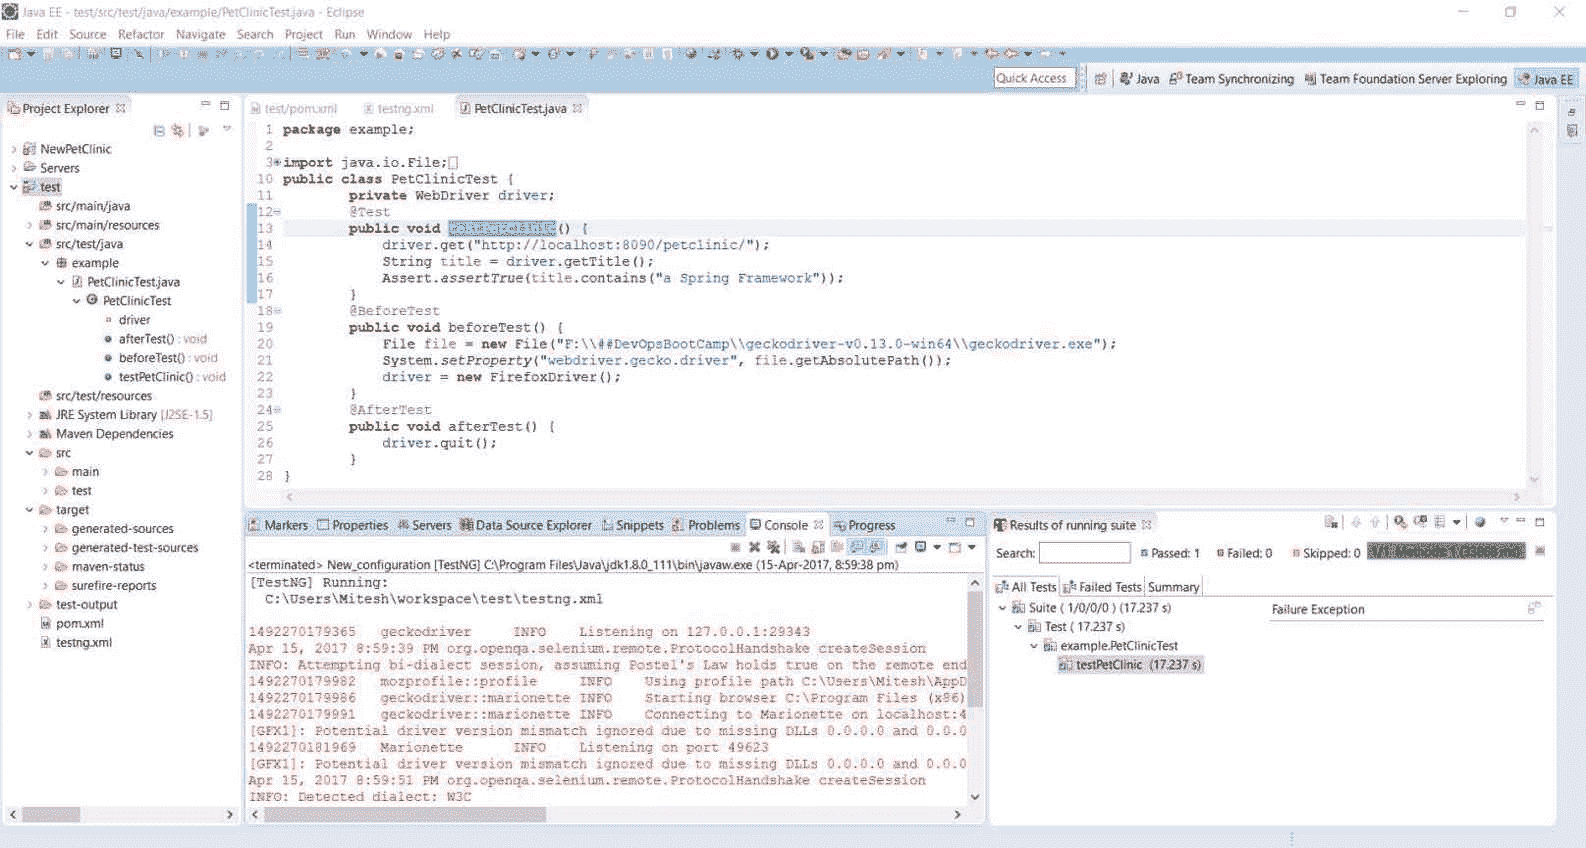 Java EE - test/src/test/java/example/PetClinicTest.java - Eclipse
File Edit Source Refactor Navigate Search Project Run Window Help
Quick Access Java Team Synchronizing Team Foundation Server Exploring Java EE
Project Explorer
NewPetClinic
Servers
test
src/main/java
src/main/resources
src/test/java
example
PetClinicTest.java
PetClinicTest
driver
afterTest() : void
beforeTest() : void
testPetClinic() : void
src/test/resources
JRE System Library [J2SE-1.5]
Maven Dependencies
src
main
test
target
generated-sources
generated-test-sources
maven-status
surefire-reports
test-output
pom.xml
testng.xml
test/pom.xml testng.xml PetClinicTest.java
1 package example;
2
3 import java.io.File;
10 public class PetClinicTest {
11 private WebDriver driver;
12 @Test
13 public void () {
14 driver.get("http://localhost:8090/petclinic/");
15 String title = driver.getTitle();
16 Assert.assertTrue(title.contains("a Spring Framework"));
17 }
18 @BeforeTest
19 public void beforeTest() {
20 File file = new File("F:\\##DevOpsBootCamp\\geckodriver-v0.13.0-win64\\geckodriver.exe");
21 System.setProperty("webdriver.gecko.driver", file.getAbsolutePath());
22 driver = new FirefoxDriver();
23 }
24 @AfterTest
25 public void afterTest() {
26 driver.quit();
27 }
28 }
Markers Properties Servers Data Source Explorer Snippets Problems Console Progress
<terminated> New_configuration [TestNG] C:\Program Files\Java\jdk1.8.0_111\bin\javaw.exe (15-Apr-2017, 8:59:38 pm)
[TestNG] Running:
C:\Users\Mitesh\workspace\test\testng.xml
1492270179365 geckodriver INFO Listening on 127.0.0.1:29343
Apr 15, 2017 8:59:39 PM org.openqa.selenium.remote.ProtocolHandshake createSession
INFO: Attempting bi-dialect session, assuming Postel's Law holds true on the remote end
1492270179982 mozprofile::profile INFO Using profile path C:\Users\Mitesh\AppD
1492270179986 geckodriver::marionette INFO Starting browser C:\Program Files (x86)
1492270179991 geckodriver::marionette INFO Connecting to Marionette on localhost:4
[GFX1]: Potential driver version mismatch ignored due to missing DLLs 0.0.0.0 and 0.0.0
1492270181969 Marionette INFO Listening on port 49623
[GFX1]: Potential driver version mismatch ignored due to missing DLLs 0.0.0.0 and 0.0.0
Apr 15, 2017 8:59:51 PM org.openqa.selenium.remote.ProtocolHandshake createSession
INFO: Detected dialect: W3C
Results of running suite
Search: Passed: 1 Failed: 0 Skipped: 0
All Tests Failed Tests Summary
Suite ( 1/0/0/0 ) (17.237 s)
Test ( 17.237 s)
example.PetClinicTest
testPetClinic (17.237 s)
Failure Exception